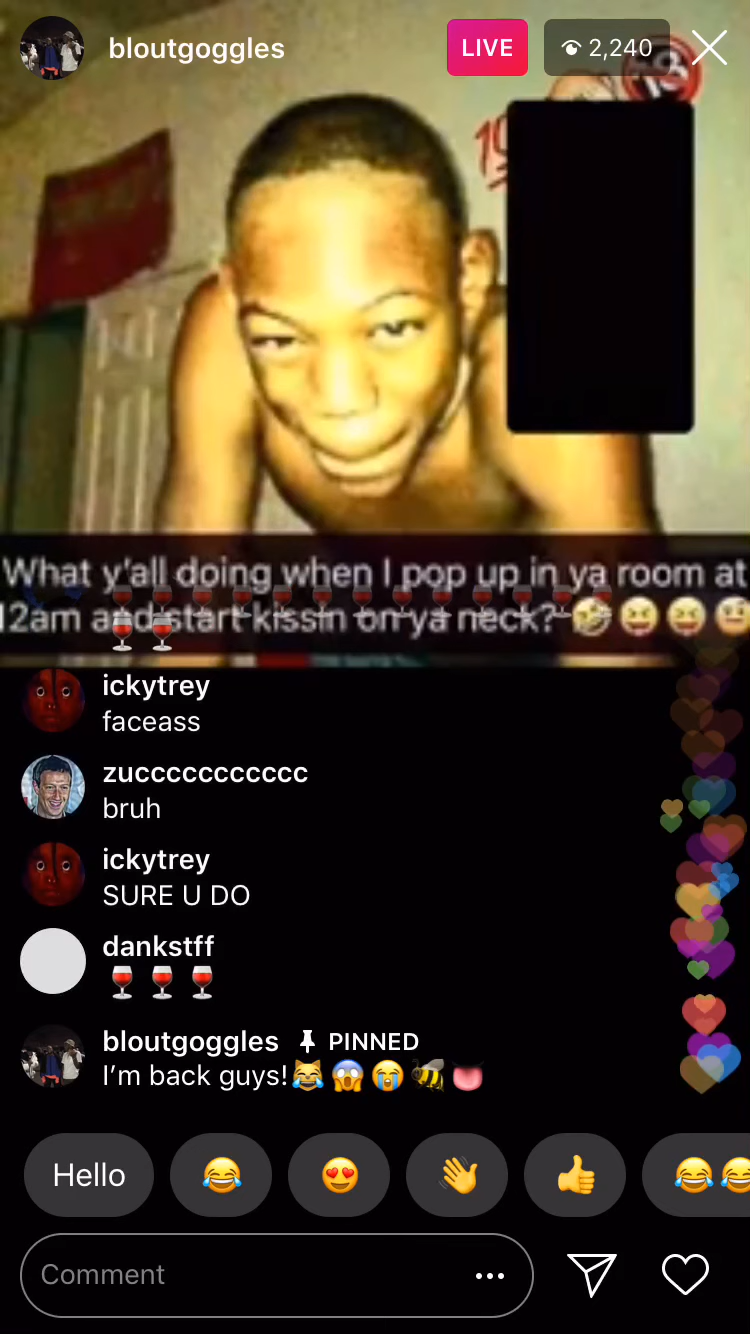 bloutgoggles
LIVE
2,240
18
What y'all doing when I pop up in ya room at
12am and start kissin on ya neck?🤣😝😝🤨
🍷🍷
ickytrey
faceass
zuccccccccccc
bruh
ickytrey
SURE U DO
dankstff
🍷🍷🍷
bloutgoggles PINNED
I'm back guys!😹😱😭🐝👅
Hello 😂 😍 👋 👍 😂😂
Comment